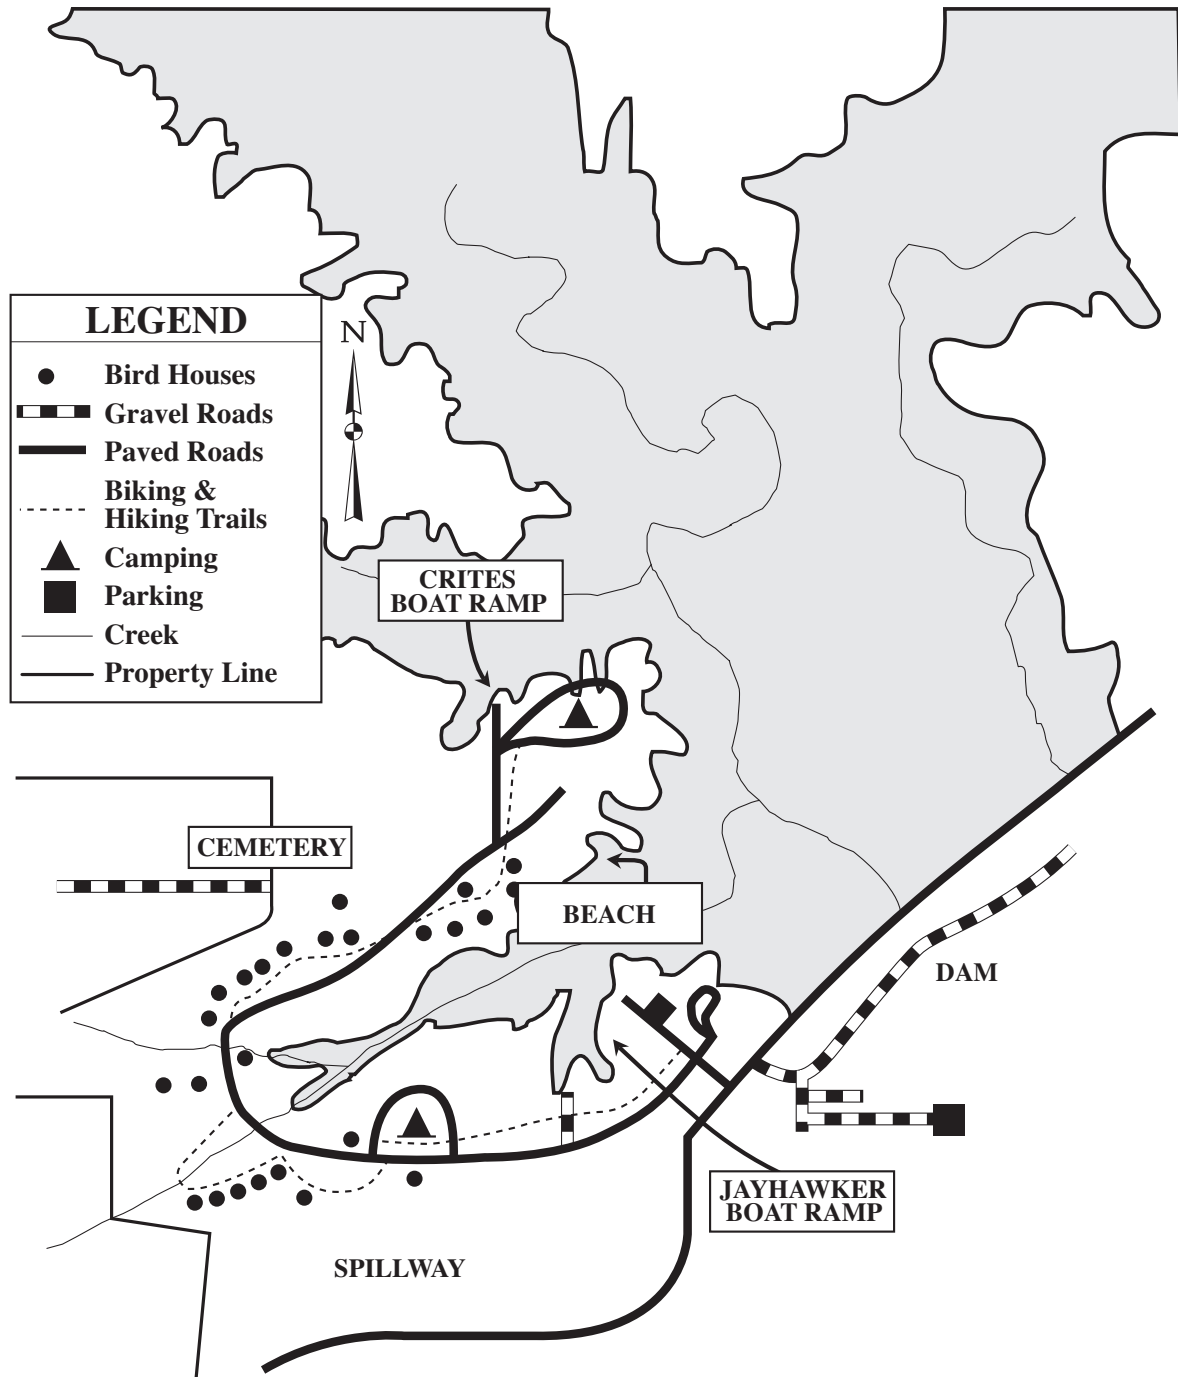 LEGEND
Bird Houses
Gravel Roads
Paved Roads
Biking &
Hiking Trails
Camping
Parking
Creek
Property Line
N
CRITES
BOAT RAMP
CEMETERY
BEACH
DAM
JAYHAWKER
BOAT RAMP
SPILLWAY